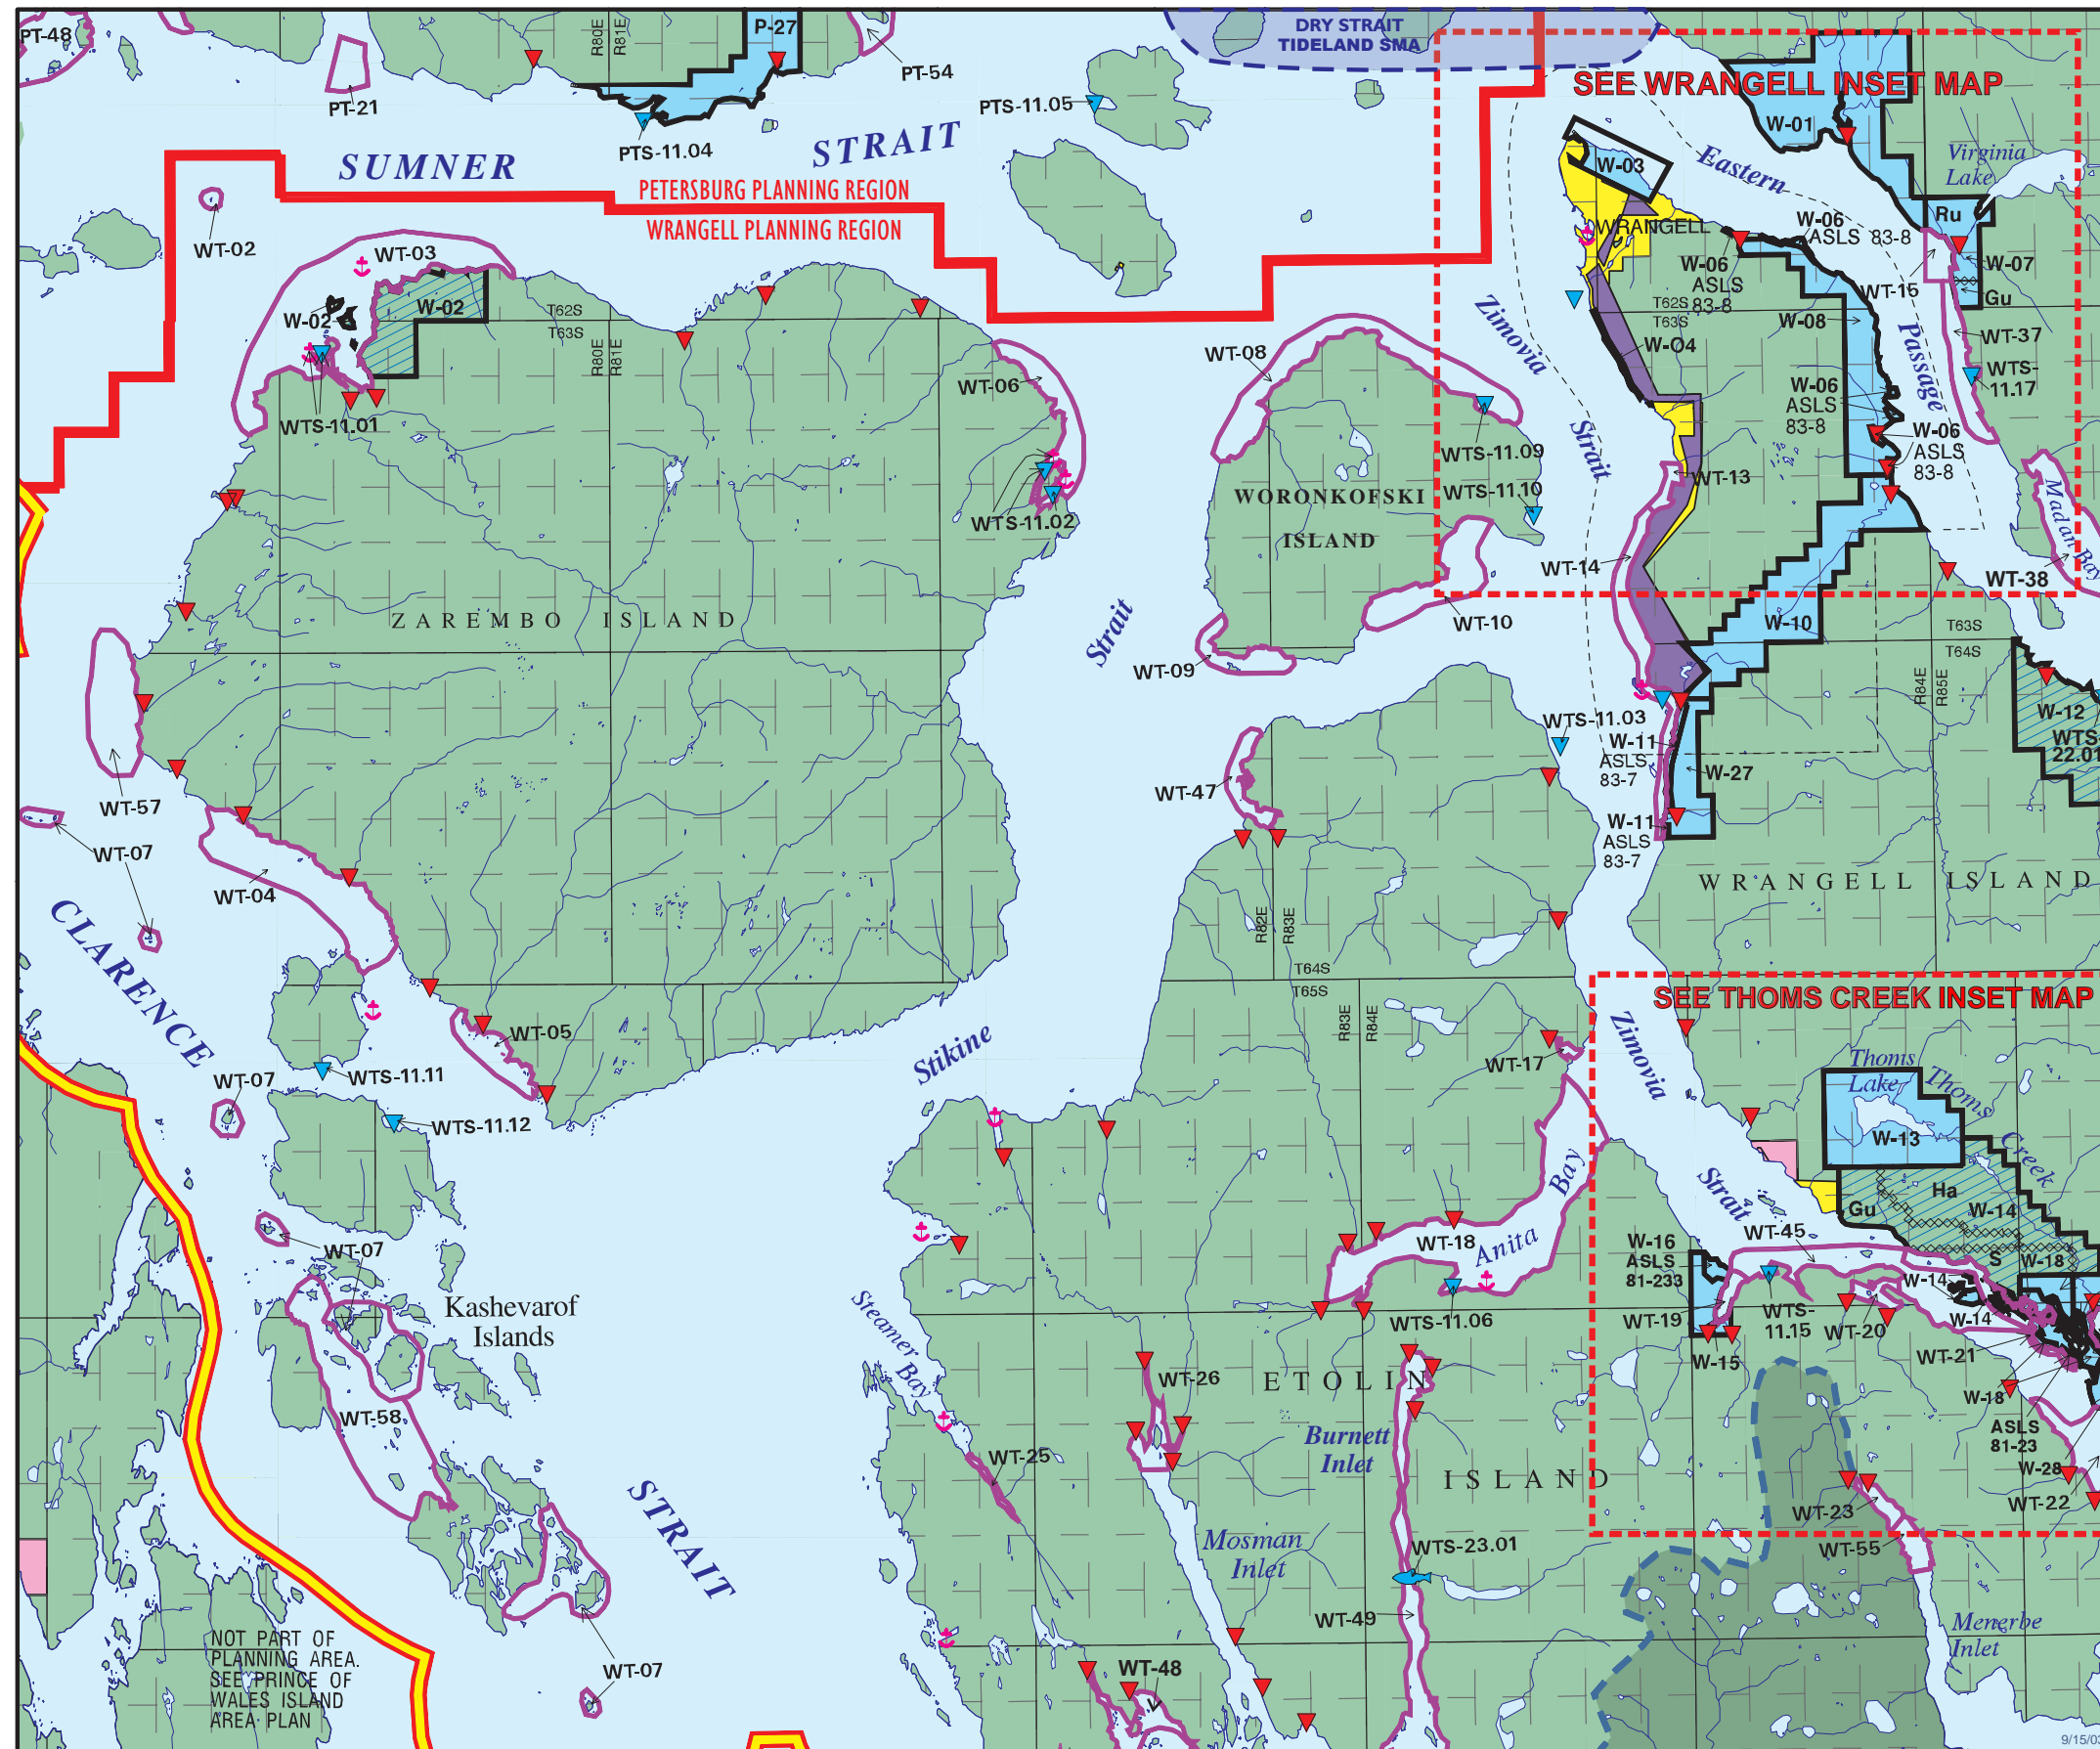 PT-48
PT-21
R80E
R81E
P-27
PT-54
PTS-11.04
PTS-11.05
DRY STRAIT
TIDELAND SMA
SEE WRANGELL INSET MAP
SUMNER
STRAIT
PETERSBURG PLANNING REGION
WRANGELL PLANNING REGION
WT-02
WT-03
W-02
W-02
T62S
T63S
R80E
R81E
WTS-11.01
WT-06
WTS-11.02
WT-08
WTS-11.09
WTS-11.10
WORONKOFSKI
ISLAND
WT-10
WT-09
Zimovia
Strait
W-01
Virginia
Lake
Eastern
Passage
W-03
WRANGELL
W-06
ASLS 83-8
W-06
ASLS
83-8
Ru
W-07
WT-15
Gu
T62S
T63S
W-04
W-08
WT-37
WTS-
11.17
W-06
ASLS
83-8
W-06
ASLS
83-8
WT-13
WT-14
Madan Bay
WT-38
W-10
T63S
T64S
R84E
R85E
W-12
WTS-
22.01
WTS-11.03
W-11
ASLS
83-7
W-27
W-11
ASLS
83-7
WRANGELL ISLAND
ZAREMBO ISLAND
Strait
Stikine
WT-57
WT-07
WT-04
CLARENCE
STRAIT
WT-05
WT-07
WTS-11.11
WTS-11.12
WT-07
Kashevarof
Islands
WT-58
WT-07
NOT PART OF
PLANNING AREA.
SEE PRINCE OF
WALES ISLAND
AREA PLAN
WT-47
R82E
R83E
T64S
T65S
R83E
R84E
WT-17
Anita
Bay
WT-18
WTS-11.06
Steamer Bay
WT-25
WT-26
ETOLIN
ISLAND
Burnett
Inlet
Mosman
Inlet
WTS-23.01
WT-49
WT-48
SEE THOMS CREEK INSET MAP
Zimovia
Strait
Thoms
Lake
Thoms
Creek
W-13
Ha
W-14
Gu
S
W-18
WT-45
W-16
ASLS
81-233
WT-19
W-15
WTS-
11.15
WT-20
W-14
W-14
WT-21
W-18
ASLS
81-23
W-28
WT-22
WT-23
WT-55
Menerbe
Inlet